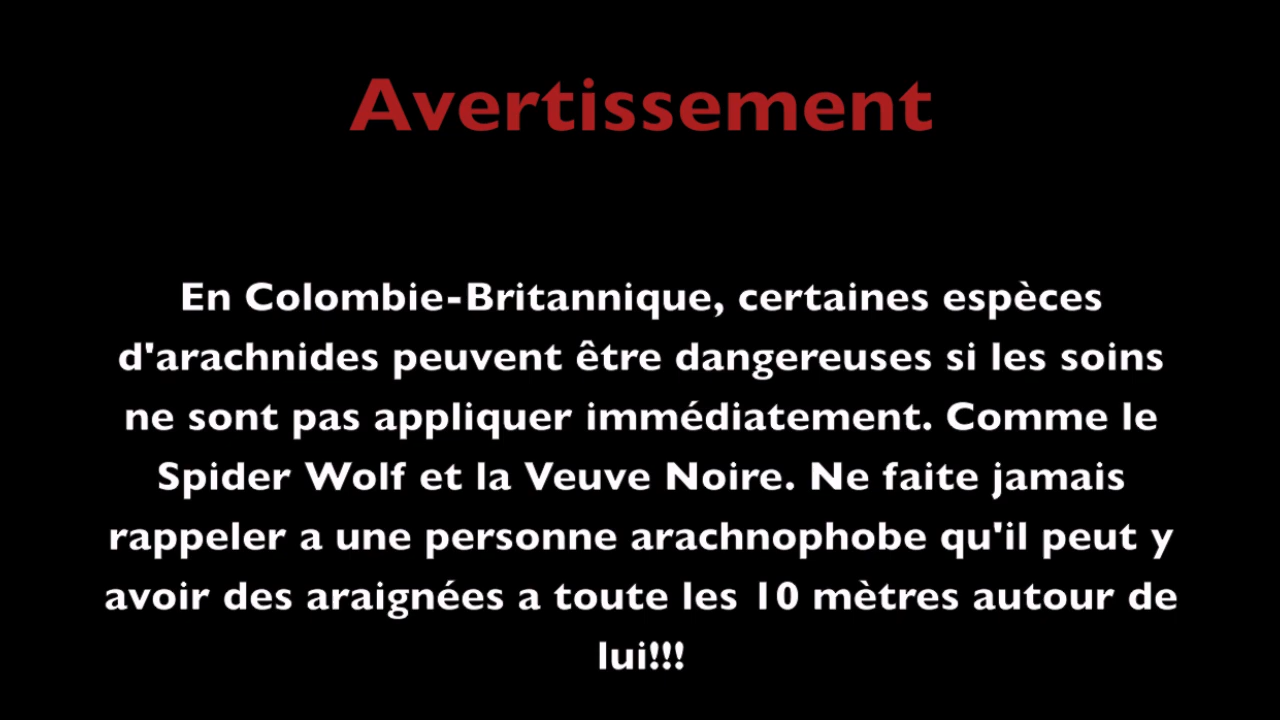 Avertissement
En Colombie-Britannique, certaines espèces
d'arachnides peuvent être dangereuses si les soins
ne sont pas appliquer immédiatement. Comme le
Spider Wolf et la Veuve Noire. Ne faite jamais
rappeler a une personne arachnophobe qu'il peut y
avoir des araignées a toute les 10 mètres autour de
lui!!!